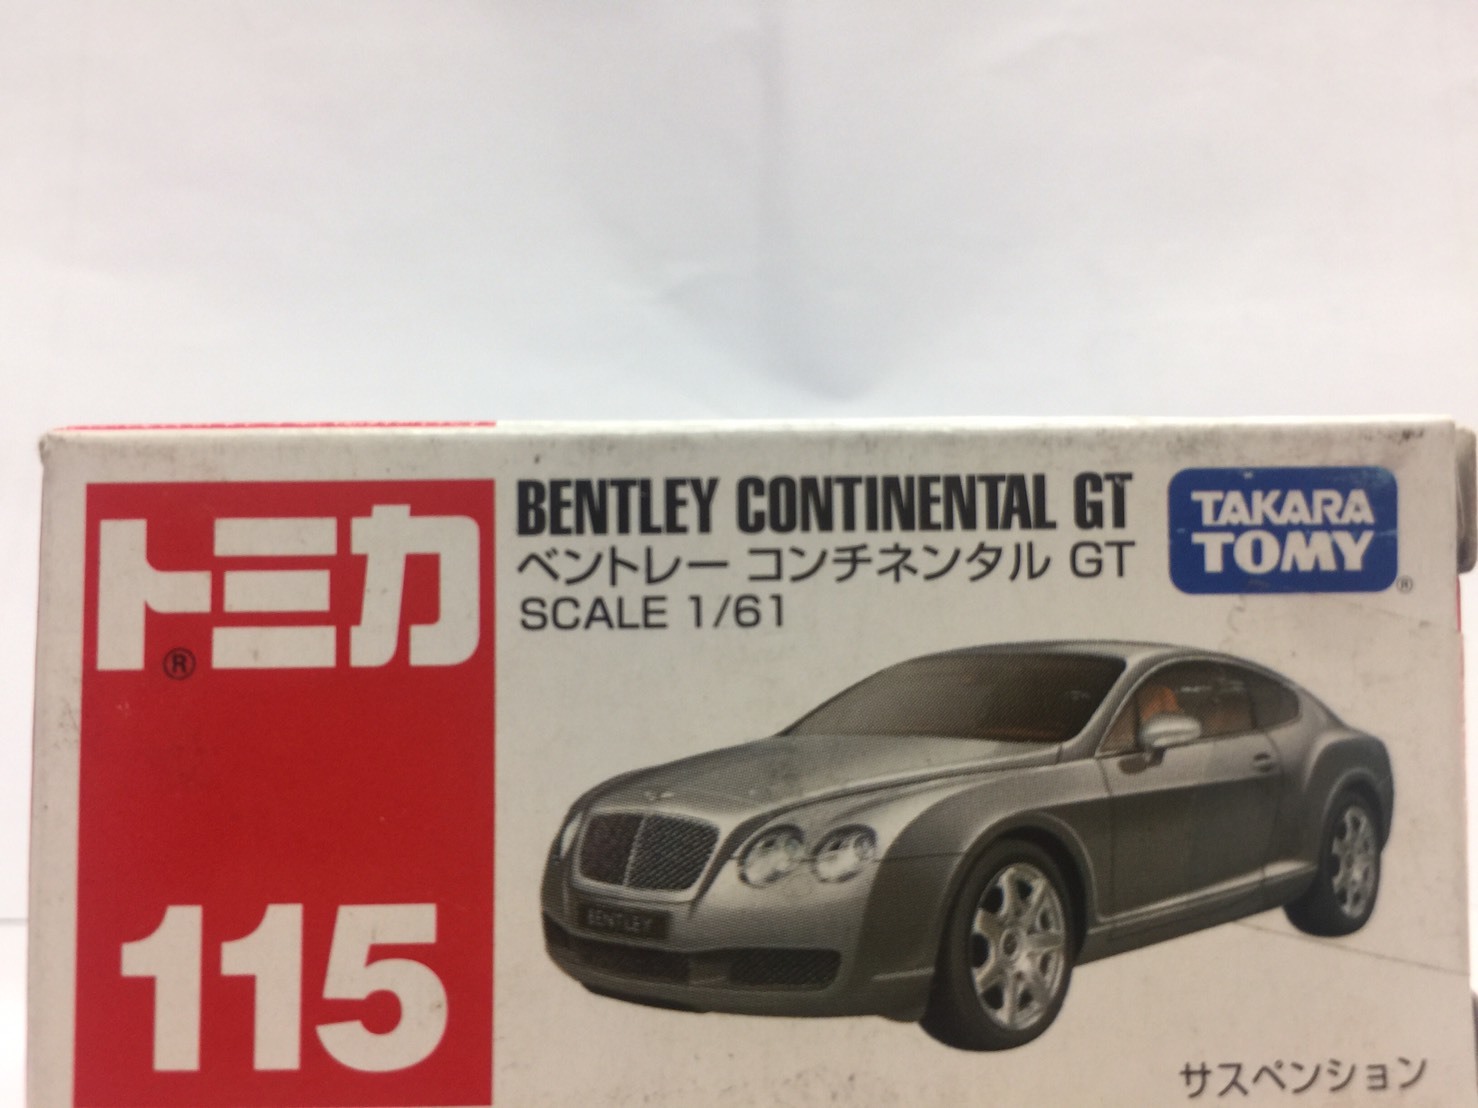 トミカ
®
115
BENTLEY CONTINENTAL GT
ベントレー コンチネンタル GT
SCALE 1/61
TAKARA
TOMY
®
BENTLEY
サスペンション